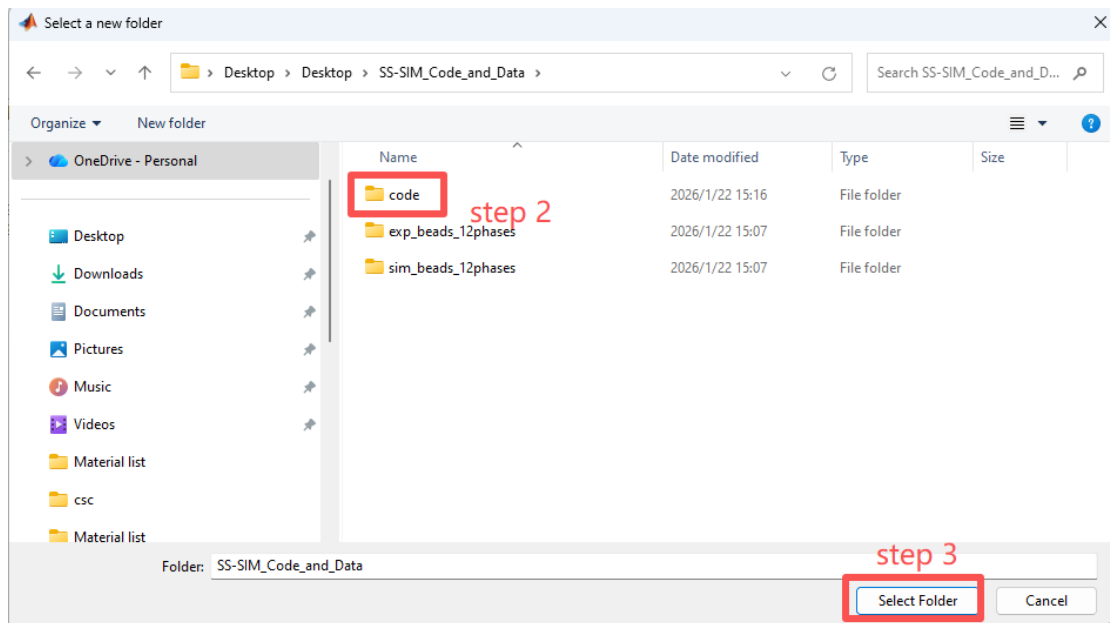 Select a new folder
Desktop › Desktop › SS-SIM_Code_and_Data ›
Search SS-SIM_Code_and_D...
Organize
New folder
?
OneDrive - Personal
Name
Date modified
Type
Size
code
2026/1/22 15:16
File folder
step 2
exp_beads_12phases
2026/1/22 15:07
File folder
sim_beads_12phases
2026/1/22 15:07
File folder
Desktop
Downloads
Documents
Pictures
Music
Videos
Material list
csc
Material list
step 3
Folder: SS-SIM_Code_and_Data
Select Folder
Cancel